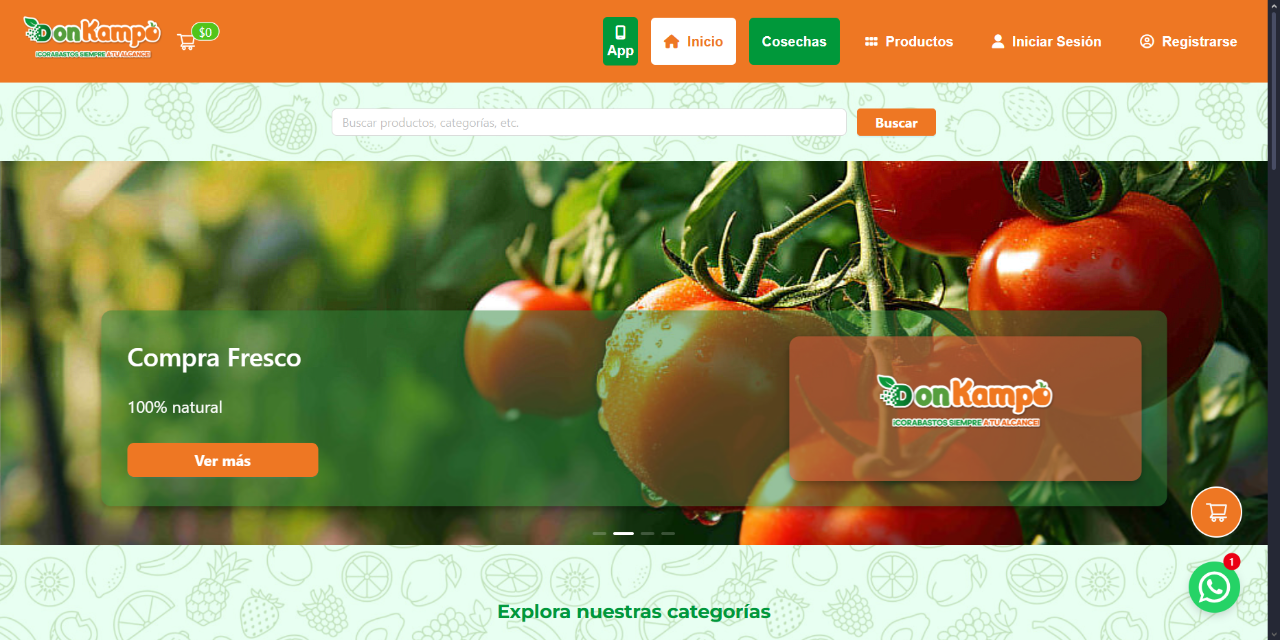 DonKampo
¡CORABASTOS SIEMPRE A TU ALCANCE!
$0
App
Inicio
Cosechas
Productos
Iniciar Sesión
Registrarse
Buscar productos, categorías, etc.
Buscar
Compra Fresco
100% natural
Ver más
DonKampo
¡CORABASTOS SIEMPRE A TU ALCANCE!
1
Explora nuestras categorías